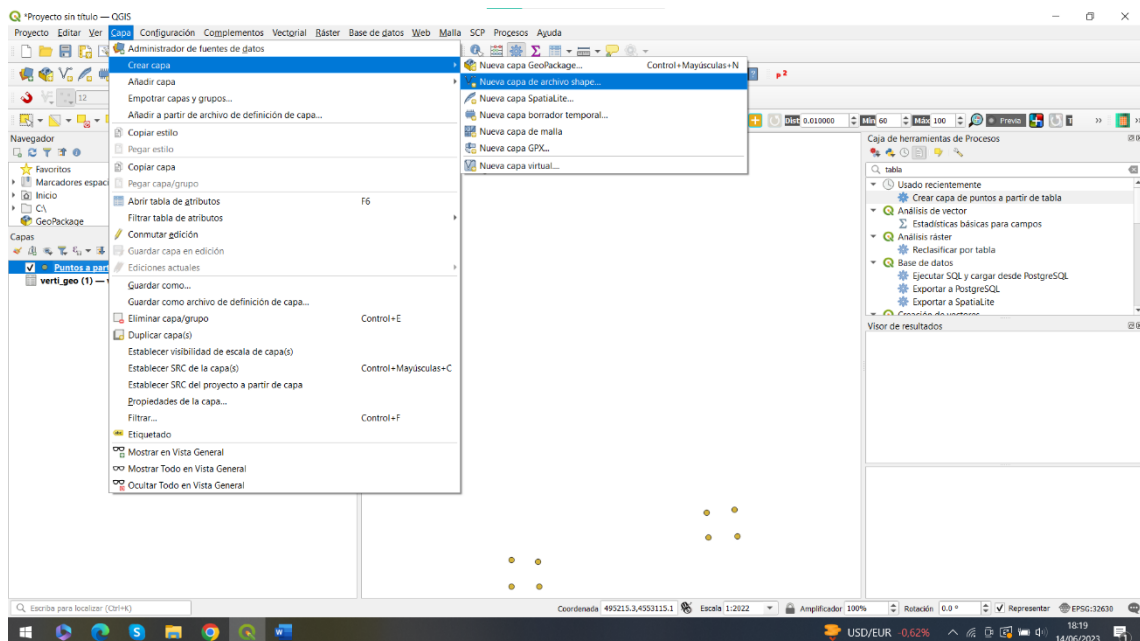 *Proyecto sin título — QGIS
Proyecto Editar Ver Capa Configuración Complementos Vectorial Ráster Base de datos Web Malla SCP Procesos Ayuda
Administrador de fuentes de datos
Crear capa
Nueva capa GeoPackage... Control+Mayúsculas+N
Añadir capa
Nueva capa de archivo shape...
12
Empotrar capas y grupos...
Nueva capa SpatiaLite...
Añadir a partir de archivo de definición de capa...
Nueva capa borrador temporal...
Dist 0.010000 Mín 60 Máx 100 Previa
Copiar estilo
Nueva capa de malla
Pegar estilo
Nueva capa GPX...
Copiar capa
Nueva capa virtual...
Pegar capa/grupo
Abrir tabla de atributos F6
Filtrar tabla de atributos
Conmutar edición
Guardar capa en edición
Ediciones actuales
Guardar como...
Guardar como archivo de definición de capa...
Eliminar capa/grupo Control+E
Duplicar capa(s)
Establecer visibilidad de escala de capa(s)
Establecer SRC de la capa(s) Control+Mayúsculas+C
Establecer SRC del proyecto a partir de capa
Propiedades de la capa...
Filtrar... Control+F
Etiquetado
Mostrar en Vista General
Mostrar Todo en Vista General
Ocultar Todo en Vista General
Navegador
Favoritos
Marcadores espaci
Inicio
C:\
GeoPackage
Capas
Puntos a part
verti_geo (1) —
Caja de herramientas de Procesos
tabla
Usado recientemente
Crear capa de puntos a partir de tabla
Análisis de vector
Estadísticas básicas para campos
Análisis ráster
Reclasificar por tabla
Base de datos
Ejecutar SQL y cargar desde PostgreSQL
Exportar a PostgreSQL
Exportar a SpatiaLite
Creación de vectores
Visor de resultados
Escriba para localizar (Ctrl+K)
Coordenada 495215.3,4553115.1 Escala 1:2022 Amplificador 100% Rotación 0.0 ° Representar EPSG:32630
USD/EUR -0,62%
18:19
14/06/2023